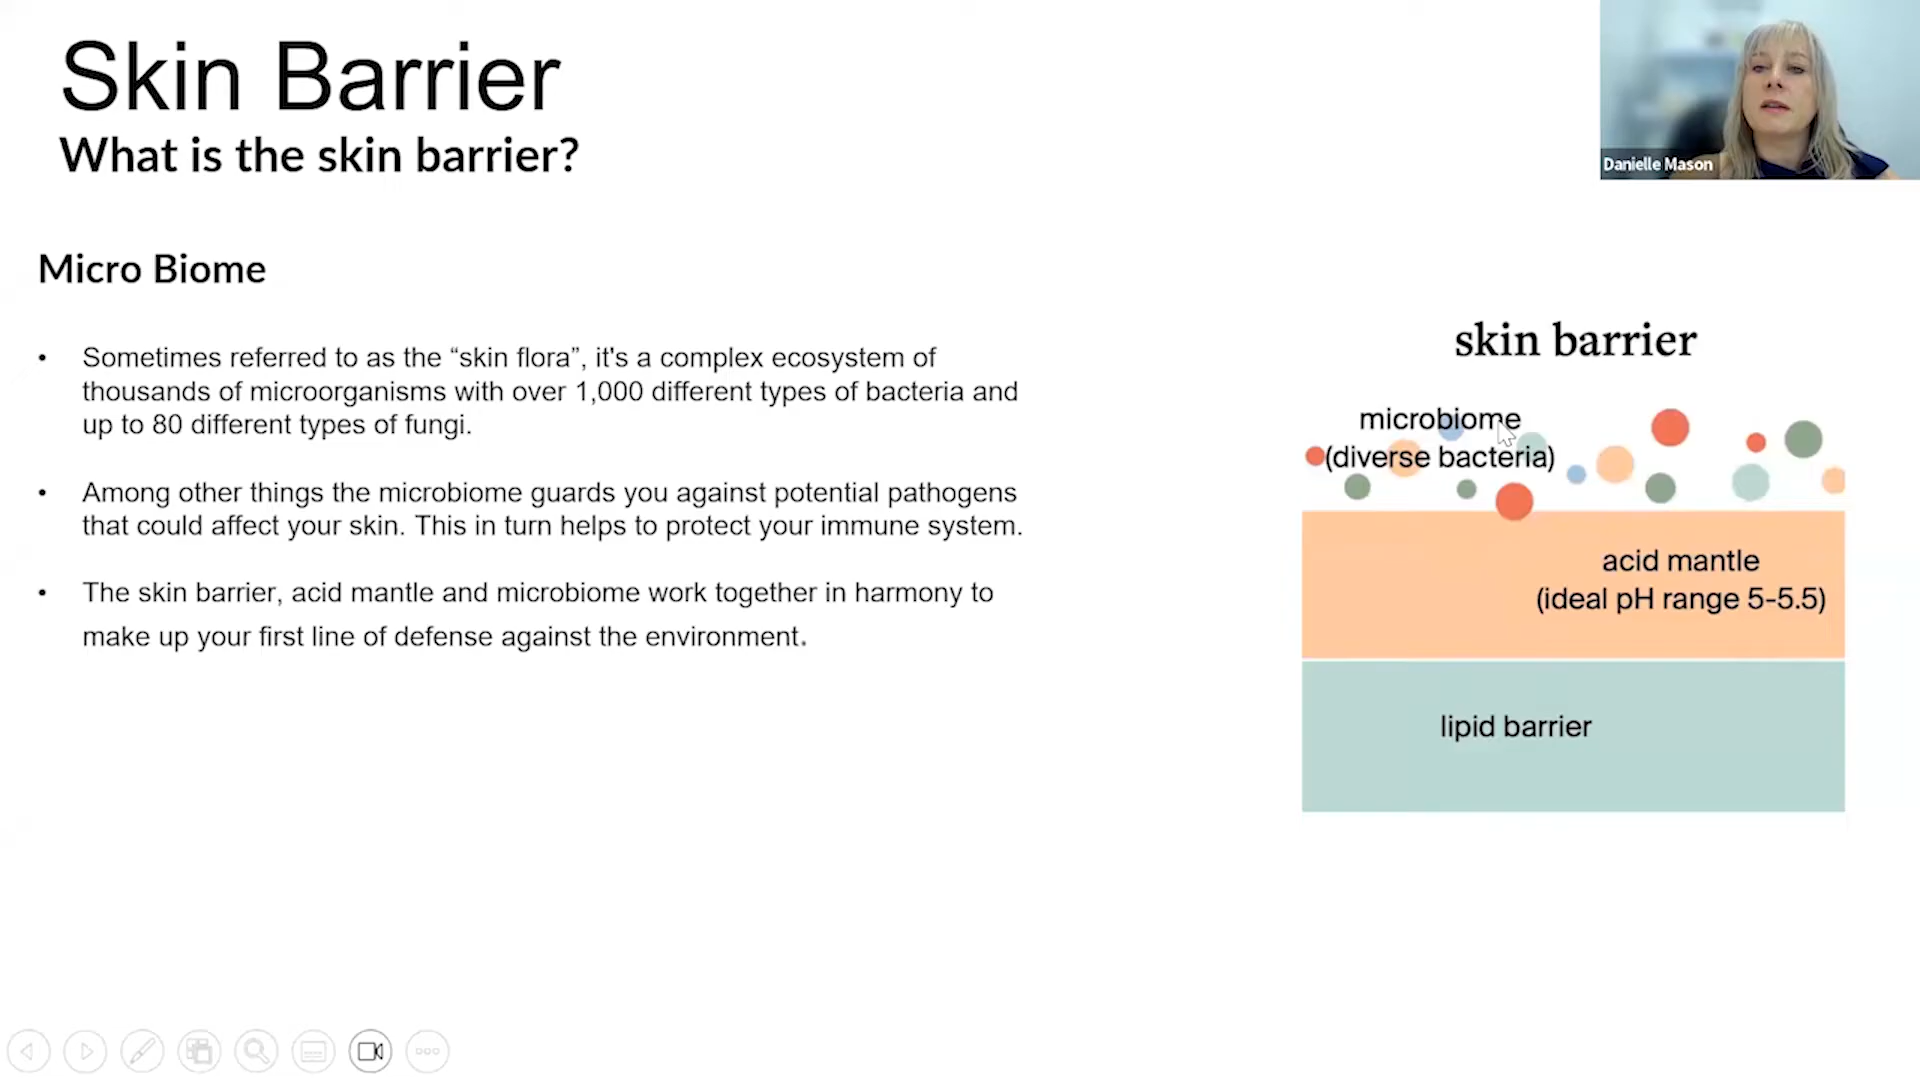 Skin Barrier
What is the skin barrier?
Danielle Mason
Micro Biome
• Sometimes referred to as the “skin flora”, it's a complex ecosystem of
thousands of microorganisms with over 1,000 different types of bacteria and
up to 80 different types of fungi.
• Among other things the microbiome guards you against potential pathogens
that could affect your skin. This in turn helps to protect your immune system.
• The skin barrier, acid mantle and microbiome work together in harmony to
make up your first line of defense against the environment.
skin barrier
microbiome
(diverse bacteria)
acid mantle
(ideal pH range 5-5.5)
lipid barrier